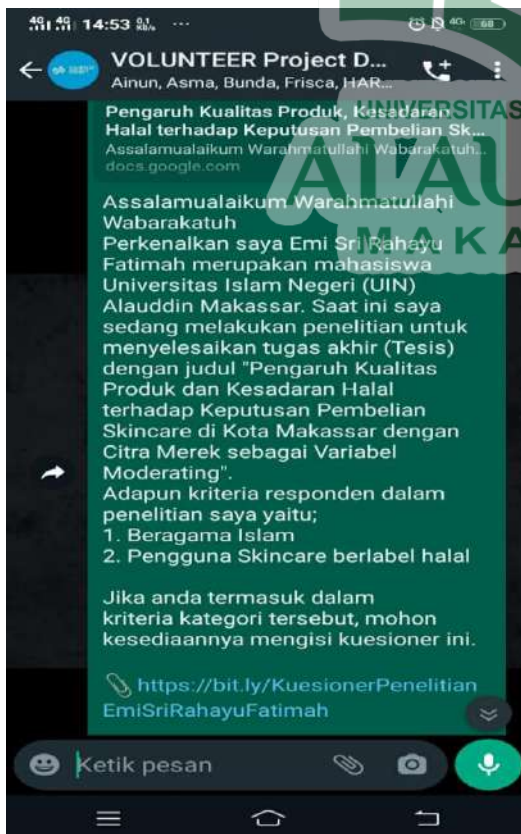 14:53
VOLUNTEER Project D...
Ainun, Asma, Bunda, Frisca, HAR...
Pengaruh Kualitas Produk, Kesadaran
Halal terhadap Keputusan Pembelian Sk...
Assalamualaikum Warahmatullahi Wabarakatuh...
docs.google.com
UNIVERSITAS
ALAU
MAKA
Assalamualaikum Warahmatullahi
Wabarakatuh
Perkenalkan saya Emi Sri Rahayu
Fatimah merupakan mahasiswa
Universitas Islam Negeri (UIN)
Alauddin Makassar. Saat ini saya
sedang melakukan penelitian untuk
menyelesaikan tugas akhir (Tesis)
dengan judul "Pengaruh Kualitas
Produk dan Kesadaran Halal
terhadap Keputusan Pembelian
Skincare di Kota Makassar dengan
Citra Merek sebagai Variabel
Moderating".
Adapun kriteria responden dalam
penelitian saya yaitu;
1. Beragama Islam
2. Pengguna Skincare berlabel halal
Jika anda termasuk dalam
kriteria kategori tersebut, mohon
kesediaannya mengisi kuesioner ini.
https://bit.ly/KuesionerPenelitian
EmiSriRahayuFatimah
Ketik pesan